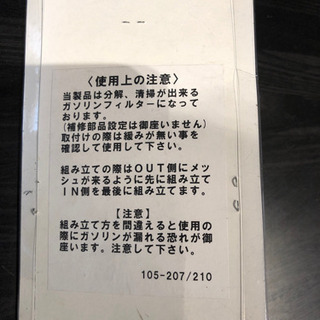 〈使用上の注意〉
当製品は分解、清掃が出来る
ガソリンフィルターになって
おります。
(補修部品設定は御座いません)
取付けの際は緩みが無い事を
確認して使用して下さい。
組み立ての際はOUT側にメッ
シュが来るように先に組み立て
IN側を最後に組み立てます。
【注意】
組み立て方を間違えると使用の
際にガソリンが漏れる恐れが御
座います。注意して下さい。
105-207/210